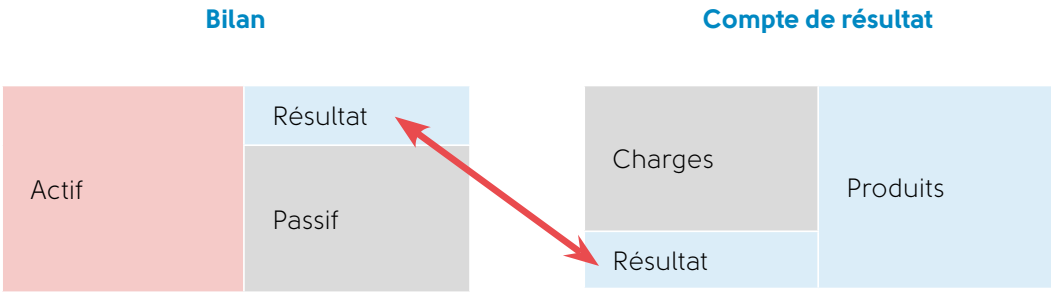 Bilan
Actif
Résultat
Passif
Compte de résultat
Charges
Résultat
Produits